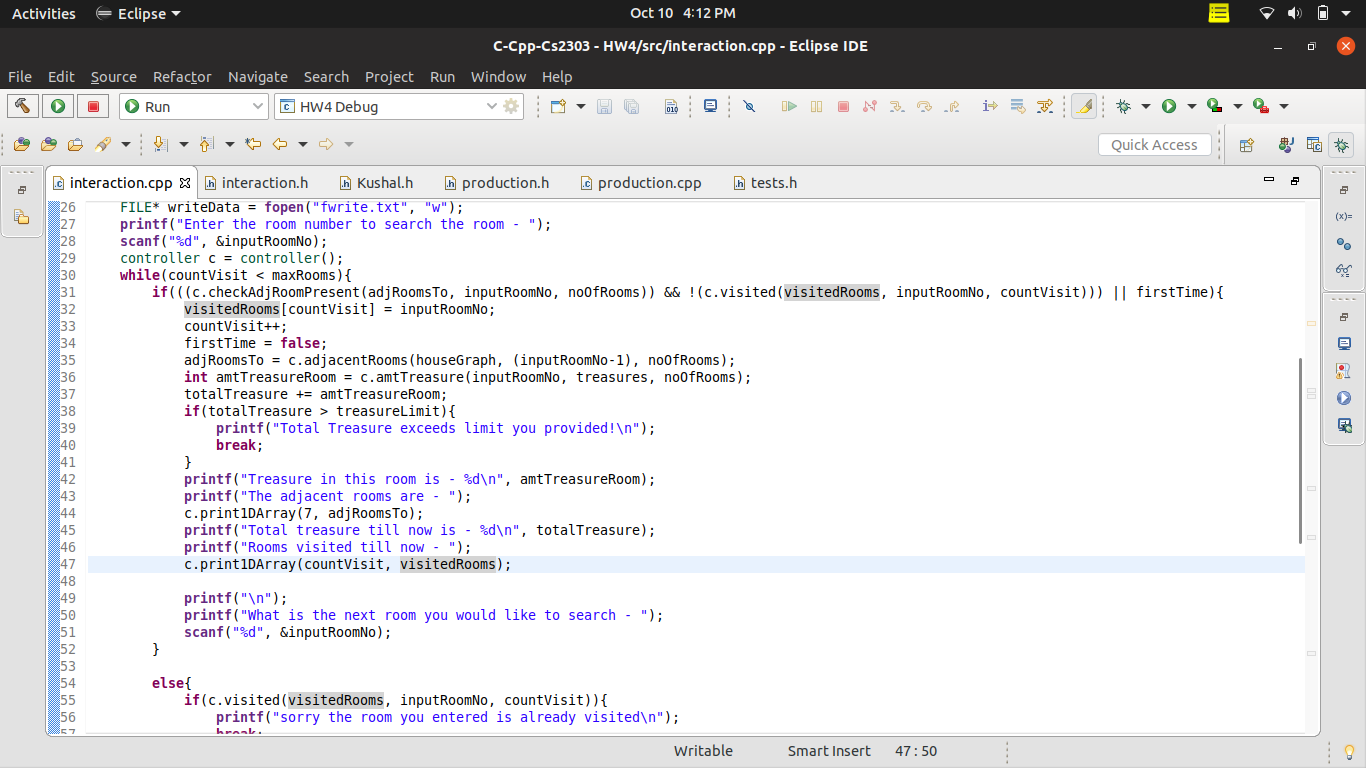 Activities Eclipse Oct 10 4:12 PM
C-Cpp-Cs2303 - HW4/src/interaction.cpp - Eclipse IDE
File Edit Source Refactor Navigate Search Project Run Window Help
Run HW4 Debug
Quick Access
interaction.cpp interaction.h Kushal.h production.h production.cpp tests.h
26 FILE* writeData = fopen("fwrite.txt", "w");
27 printf("Enter the room number to search the room - ");
28 scanf("%d", &inputRoomNo);
29 controller c = controller();
30 while(countVisit < maxRooms){
31 if(((c.checkAdjRoomPresent(adjRoomsTo, inputRoomNo, noOfRooms)) && !(c.visited(visitedRooms, inputRoomNo, countVisit))) || firstTime){
32 visitedRooms[countVisit] = inputRoomNo;
33 countVisit++;
34 firstTime = false;
35 adjRoomsTo = c.adjacentRooms(houseGraph, (inputRoomNo-1), noOfRooms);
36 int amtTreasureRoom = c.amtTreasure(inputRoomNo, treasures, noOfRooms);
37 totalTreasure += amtTreasureRoom;
38 if(totalTreasure > treasureLimit){
39 printf("Total Treasure exceeds limit you provided!\n");
40 break;
41 }
42 printf("Treasure in this room is - %d\n", amtTreasureRoom);
43 printf("The adjacent rooms are - ");
44 c.print1DArray(7, adjRoomsTo);
45 printf("Total treasure till now is - %d\n", totalTreasure);
46 printf("Rooms visited till now - ");
47 c.print1DArray(countVisit, visitedRooms);
48
49 printf("\n");
50 printf("What is the next room you would like to search - ");
51 scanf("%d", &inputRoomNo);
52 }
53
54 else{
55 if(c.visited(visitedRooms, inputRoomNo, countVisit)){
56 printf("sorry the room you entered is already visited\n");
57 break;
Writable Smart Insert 47 : 50